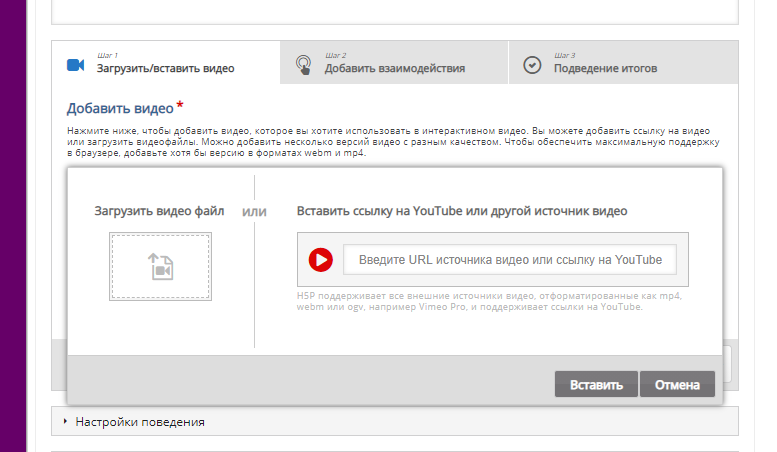 Шаг 1
Загрузить/вставить видео
Шаг 2
Добавить взаимодействия
Шаг 3
Подведение итогов
Добавить видео *
Нажмите ниже, чтобы добавить видео, которое вы хотите использовать в интерактивном видео. Вы можете добавить ссылку на видео
или загрузить видеофайлы. Можно добавить несколько версий видео с разным качеством. Чтобы обеспечить максимальную поддержку
в браузере, добавьте хотя бы версию в форматах webm и mp4.
Загрузить видео файл
или
Вставить ссылку на YouTube или другой источник видео
Введите URL источника видео или ссылку на YouTube
H5P поддерживает все внешние источники видео, отформатированные как mp4,
webm или ogv, например Vimeo Pro, и поддерживает ссылки на YouTube.
Вставить
Отмена
Настройки поведения